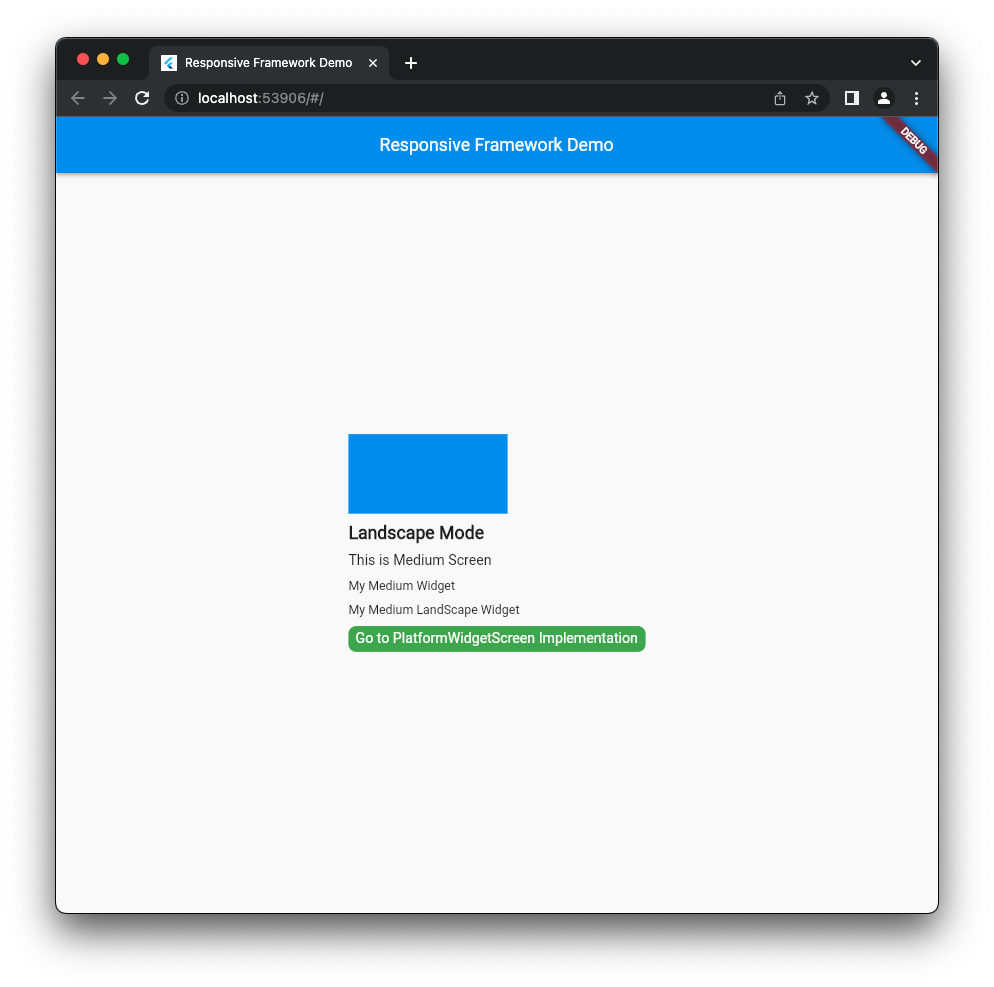 Responsive Framework Demo
localhost:53906/#/
Responsive Framework Demo
DEBUG
Landscape Mode
This is Medium Screen
My Medium Widget
My Medium LandScape Widget
Go to PlatformWidgetScreen Implementation